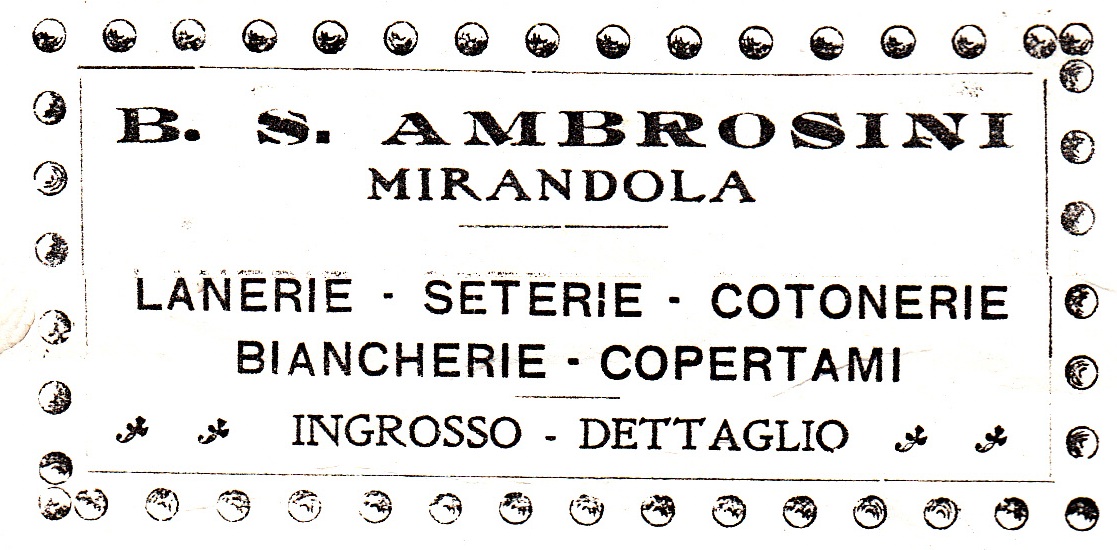 B. S. AMBROSINI
MIRANDOLA
LANERIE - SETERIE - COTONERIE
BIANCHERIE - COPERTAMI
INGROSSO - DETTAGLIO